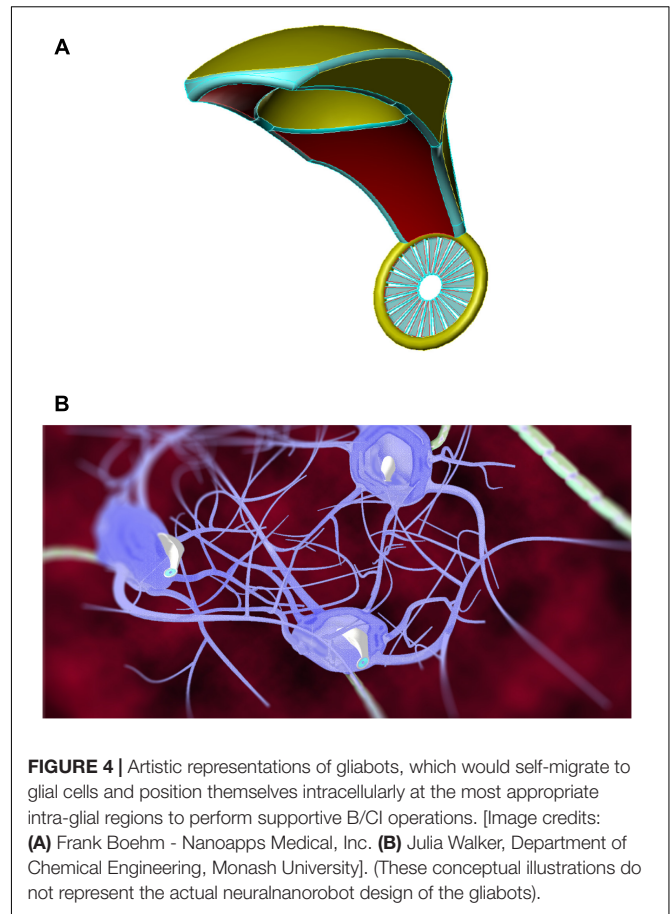 A
B
FIGURE 4 | Artistic representations of gliabots, which would self-migrate to
glial cells and position themselves intracellularly at the most appropriate
intra-glial regions to perform supportive B/CI operations. [Image credits:
(A) Frank Boehm - Nanoapps Medical, Inc. (B) Julia Walker, Department of
Chemical Engineering, Monash University]. (These conceptual illustrations do
not represent the actual neuralnanorobot design of the gliabots).